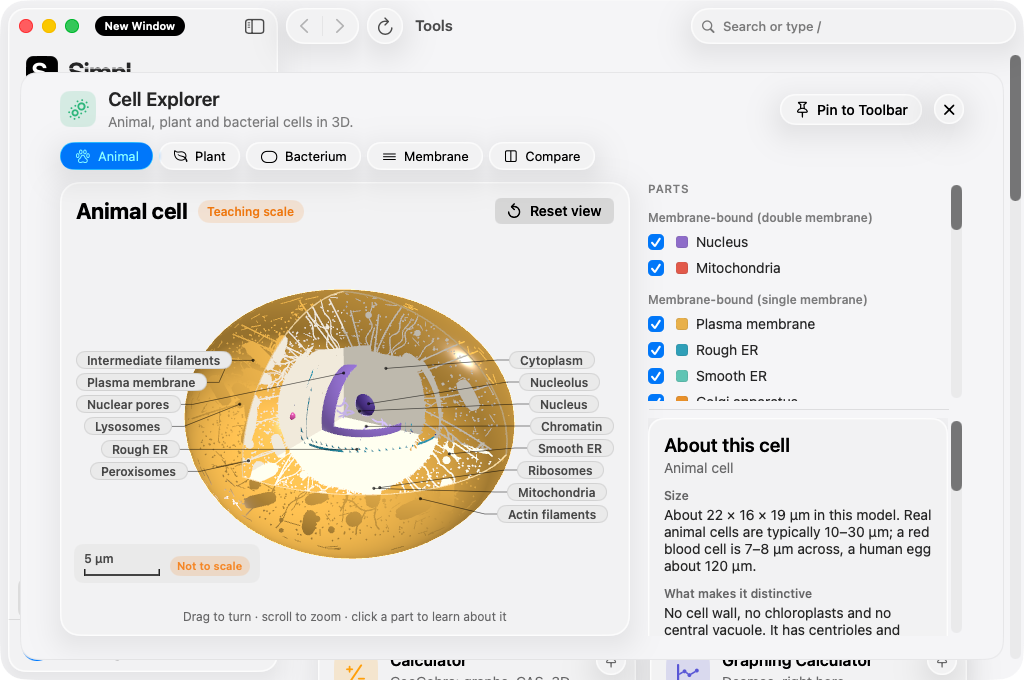 New Window
Tools
Search or type /
Simpl
Cell Explorer
Animal, plant and bacterial cells in 3D.
Pin to Toolbar
Animal
Plant
Bacterium
Membrane
Compare
Animal cell
Teaching scale
Reset view
Intermediate filaments
Plasma membrane
Nuclear pores
Lysosomes
Rough ER
Peroxisomes
Cytoplasm
Nucleolus
Nucleus
Chromatin
Smooth ER
Ribosomes
Mitochondria
Actin filaments
5 µm
Not to scale
Drag to turn · scroll to zoom · click a part to learn about it
PARTS
Membrane-bound (double membrane)
Nucleus
Mitochondria
Membrane-bound (single membrane)
Plasma membrane
Rough ER
Smooth ER
Golgi apparatus
About this cell
Animal cell
Size
About 22 × 16 × 19 µm in this model. Real
animal cells are typically 10–30 µm; a red
blood cell is 7–8 µm across, a human egg
about 120 µm.
What makes it distinctive
No cell wall, no chloroplasts and no
central vacuole. It has centrioles and
Calculator
Graphing Calculator